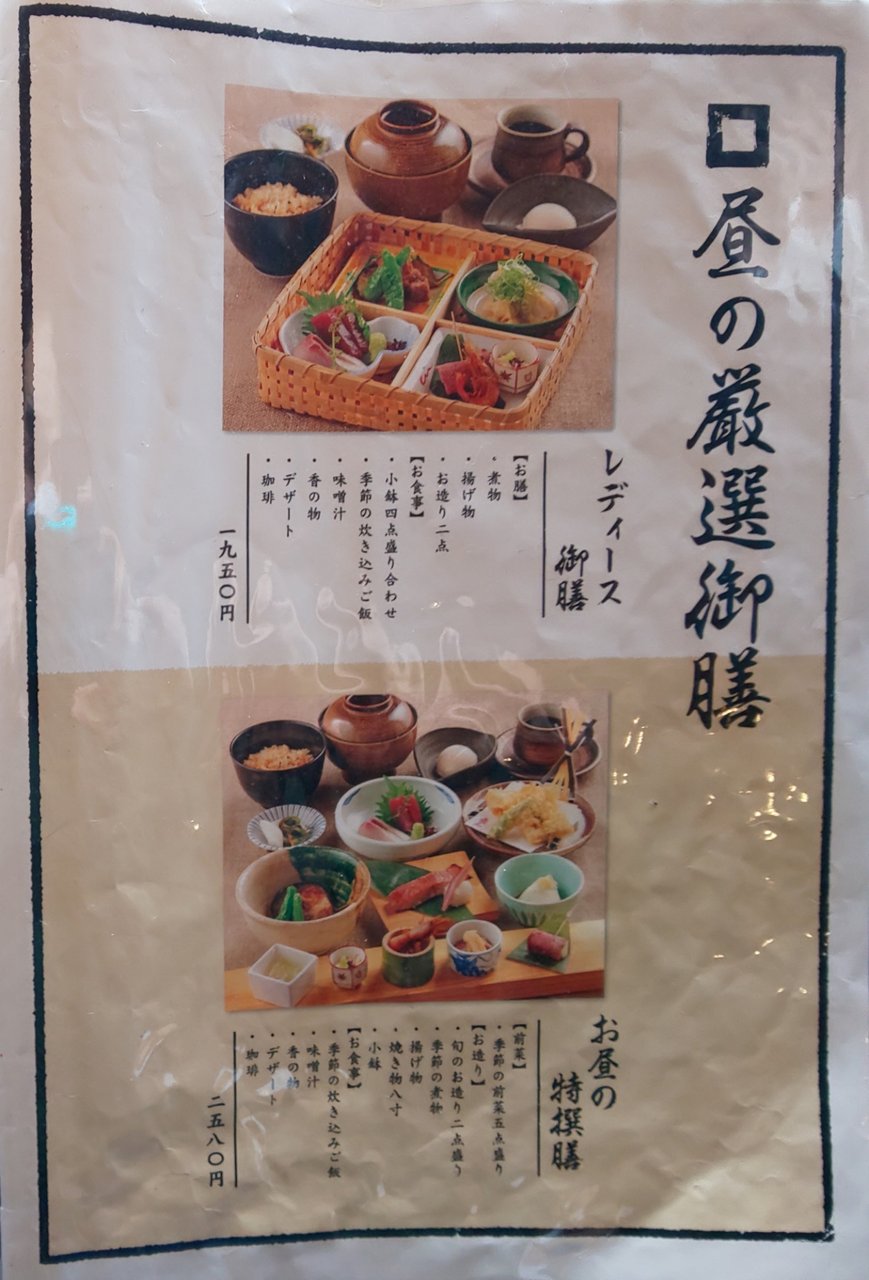 昼の厳選御膳
レディース
御膳
【お膳】
・煮物
・揚げ物
・お造り二点
【お食事】
・小鉢四点盛り合わせ
・季節の炊き込みご飯
・味噌汁
・香の物
・デザート
・珈琲
一九五〇円
お昼の
特撰膳
【前菜】
・季節の前菜五点盛り
【お造り】
・旬のお造り二点盛り
・季節の煮物
・揚げ物
・焼き物八寸
・小鉢
【お食事】
・季節の炊き込みご飯
・味噌汁
・香の物
・デザート
・珈琲
二五八〇円